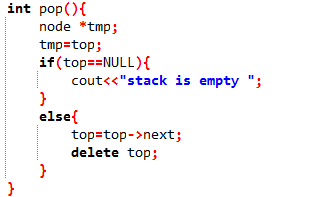 int pop(){
node *tmp;
tmp=top;
if(top==NULL){
cout<<"stack is empty ";
}
else{
top=top->next;
delete top;
}
}